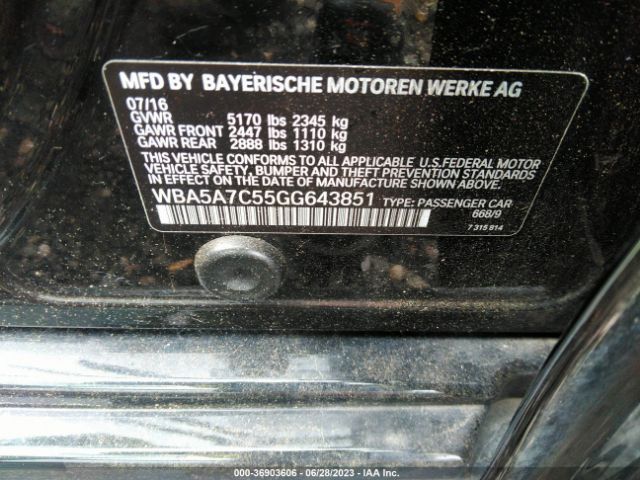 MFD BY BAYERISCHE MOTOREN WERKE AG
07/16
GVWR 5170 lbs 2345 kg
GAWR FRONT 2447 lbs 1110 kg
GAWR REAR 2888 lbs 1310 kg
THIS VEHICLE CONFORMS TO ALL APPLICABLE U.S.FEDERAL MOTOR
VEHICLE SAFETY, BUMPER AND THEFT PREVENTION STANDARDS
IN EFFECT ON THE DATE OF MANUFACTURE SHOWN ABOVE.
WBA5A7C55GG643851 TYPE: PASSENGER CAR
668/9
7 315 814
000-36903606 - 06/28/2023 - IAA Inc.